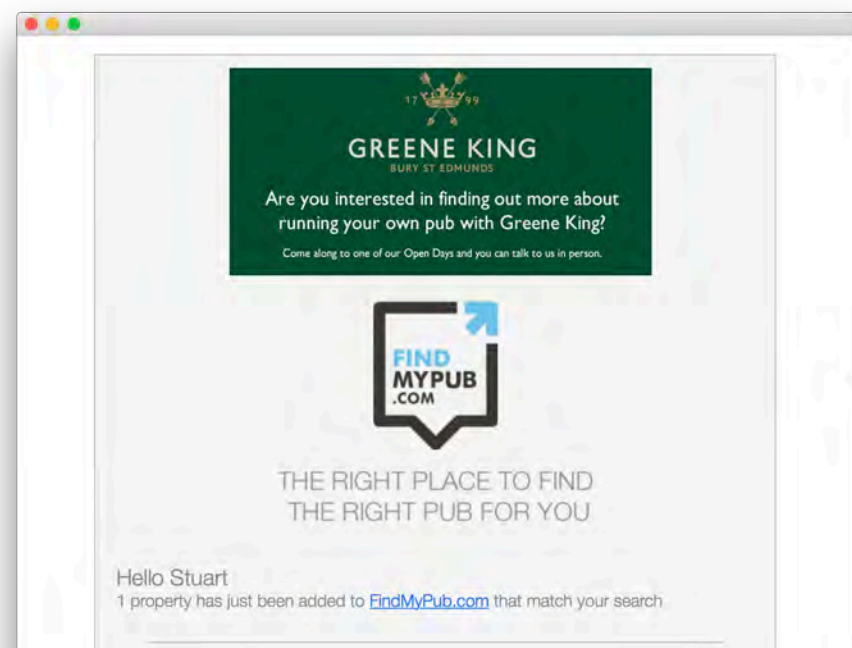 17 99
GREENE KING
BURY ST EDMUNDS
Are you interested in finding out more about
running your own pub with Greene King?
Come along to one of our Open Days and you can talk to us in person.
FIND
MYPUB
.COM
THE RIGHT PLACE TO FIND
THE RIGHT PUB FOR YOU
Hello Stuart
1 property has just been added to FindMyPub.com that match your search